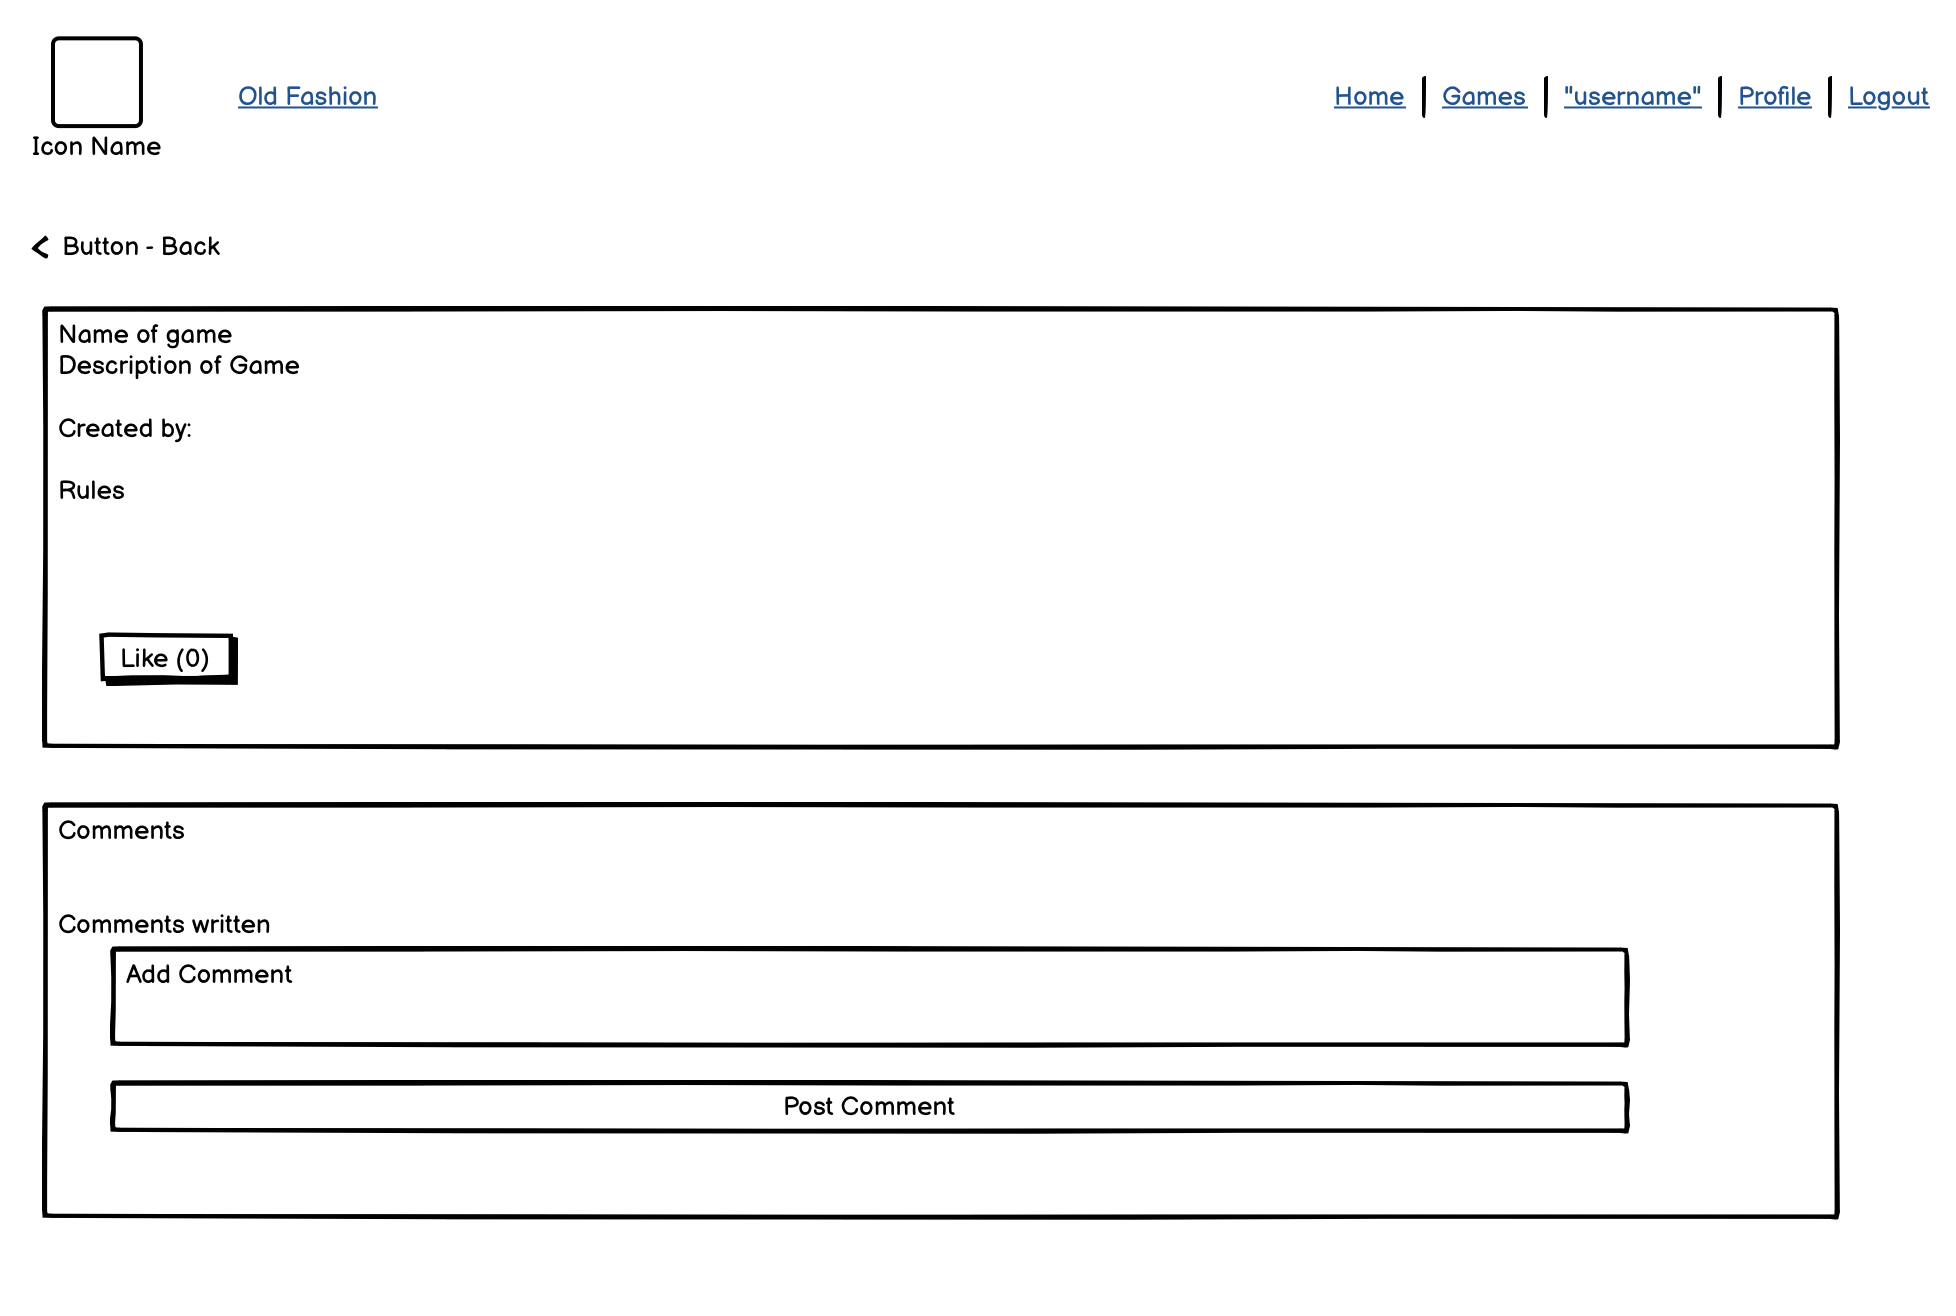 Icon Name
Old Fashion
Home | Games | "username" | Profile | Logout
Button - Back
Name of game
Description of Game
Created by:
Rules
Like (0)
Comments
Comments written
Add Comment
Post Comment